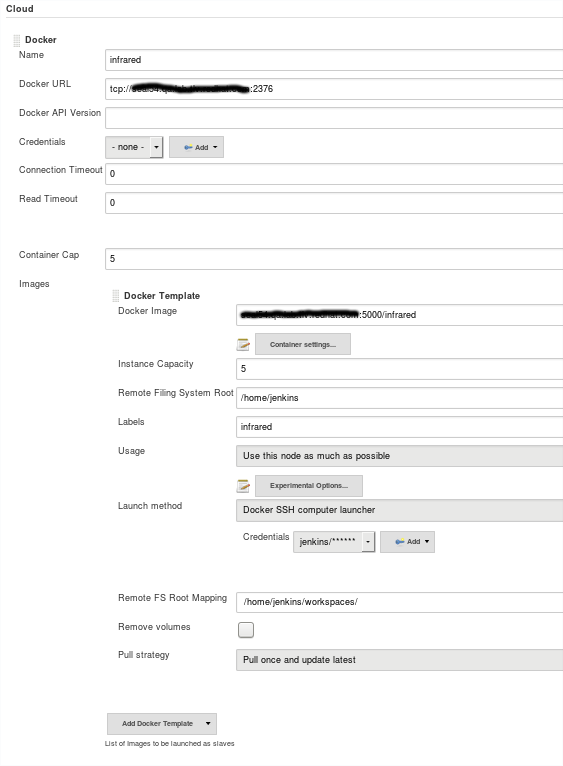 Cloud
Docker
Name infrared
Docker URL tcp:// :2376
Docker API Version
Credentials - none - Add
Connection Timeout 0
Read Timeout 0
Container Cap 5
Images
Docker Template
Docker Image :5000/infrared
Container settings...
Instance Capacity 5
Remote Filing System Root /home/jenkins
Labels infrared
Usage Use this node as much as possible
Experimental Options...
Launch method Docker SSH computer launcher
Credentials jenkins/****** Add
Remote FS Root Mapping /home/jenkins/workspaces/
Remove volumes
Pull strategy Pull once and update latest
Add Docker Template
List of Images to be launched as slaves